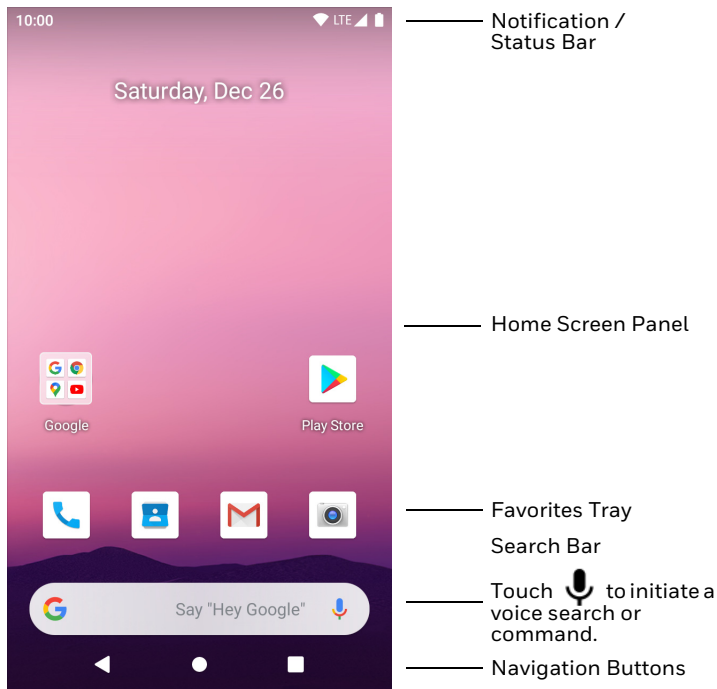 10:00
LTE
Notification /
Status Bar
Saturday, Dec 26
Home Screen Panel
Google
Play Store
Favorites Tray
Search Bar
Touch to initiate a
voice search or
command.
G Say "Hey Google"
Navigation Buttons